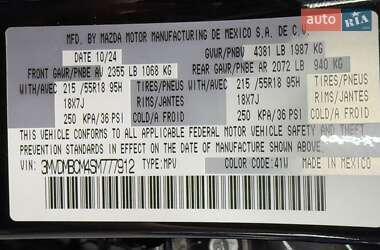 AUTO RIA
MFG. BY MAZDA MOTOR MANUFACTURING DE MEXICO S.A. DE C.V.
DATE 10/24
GVWR/PNBV 4381 LB 1987 KG
FRONT GAWR/PNBE AV 2355 LB 1068 KG
REAR GAWR/PNBE AR 2072 LB 940 KG
WITH/AVEC 215 /55R18 95H TIRES/PNEUS
18X7J RIMS/JANTES
250 KPA/36 PSI COLD/A FROID
WITH/AVEC 215 /55R18 95H TIRES/PNEUS
18X7J RIMS/JANTES
250 KPA/36 PSI COLD/A FROID
THIS VEHICLE CONFORMS TO ALL APPLICABLE FEDERAL MOTOR VEHICLE SAFETY AND THEFT
PREVENTION STANDARDS IN EFFECT ON THE DATE OF MANUFACTURE SHOWN ABOVE.
VIN: 3MVDMBCM4SM777912 TYPE:MPV
COLOR CODE:41W
MADE IN MEXICO